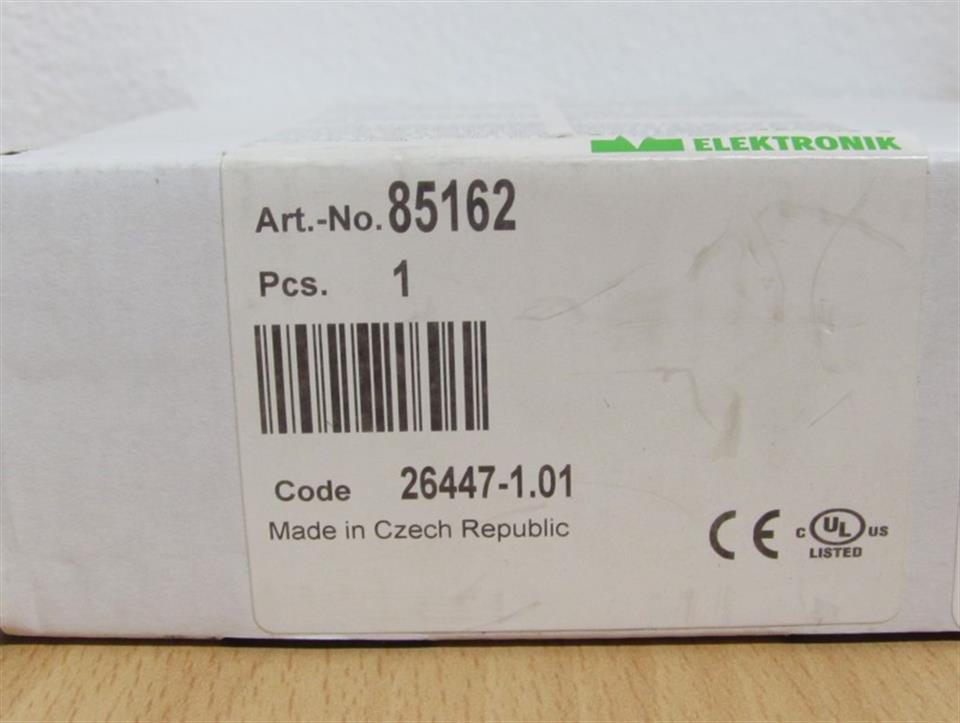 ELEKTRONIK
Art.-No. 85162
Pcs. 1
Code 26447-1.01
Made in Czech Republic
CE C UL US
LISTED